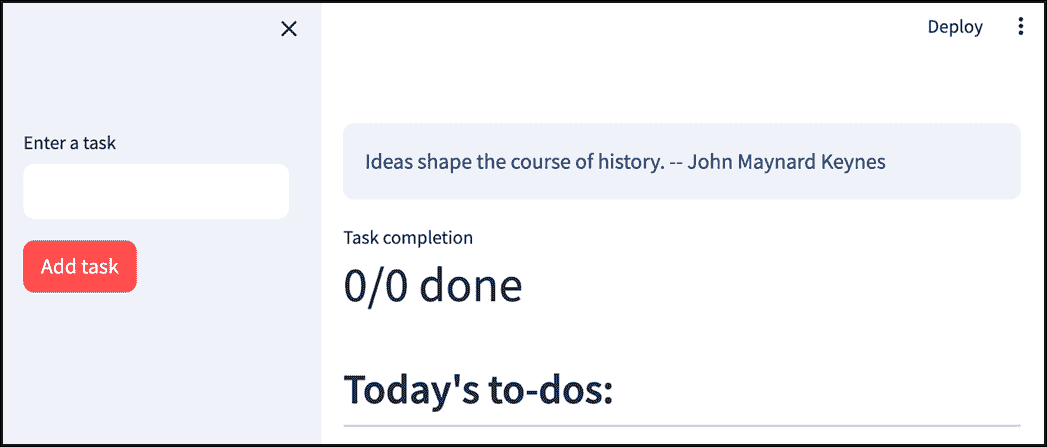 Deploy
Enter a task
Add task
Ideas shape the course of history. -- John Maynard Keynes
Task completion
0/0 done
Today's to-dos: